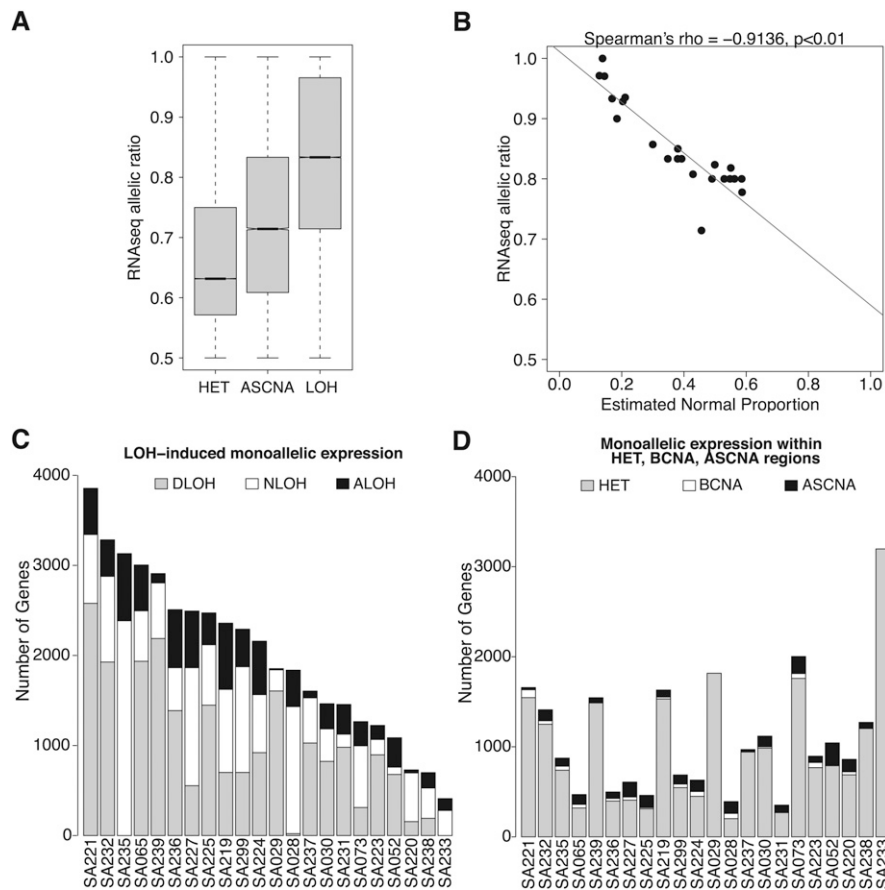 A
RNAseq allelic ratio
1.0
0.9
0.8
0.7
0.6
0.5
HET ASCNA LOH
B
Spearman's rho = −0.9136, p<0.01
RNAseq allelic ratio
1.0
0.9
0.8
0.7
0.6
0.5
0.0 0.2 0.4 0.6 0.8 1.0
Estimated Normal Proportion
C
LOH−induced monoallelic expression
DLOH NLOH ALOH
Number of Genes
4000
3000
2000
1000
0
SA221 SA232 SA235 SA065 SA239 SA236 SA227 SA225 SA219 SA299 SA224 SA029 SA028 SA237 SA030 SA231 SA073 SA223 SA052 SA220 SA238 SA233
D
Monoallelic expression within
HET, BCNA, ASCNA regions
HET BCNA ASCNA
Number of Genes
4000
3000
2000
1000
0
SA221 SA232 SA235 SA065 SA239 SA236 SA227 SA225 SA219 SA299 SA224 SA029 SA028 SA237 SA030 SA231 SA073 SA223 SA052 SA220 SA238 SA233